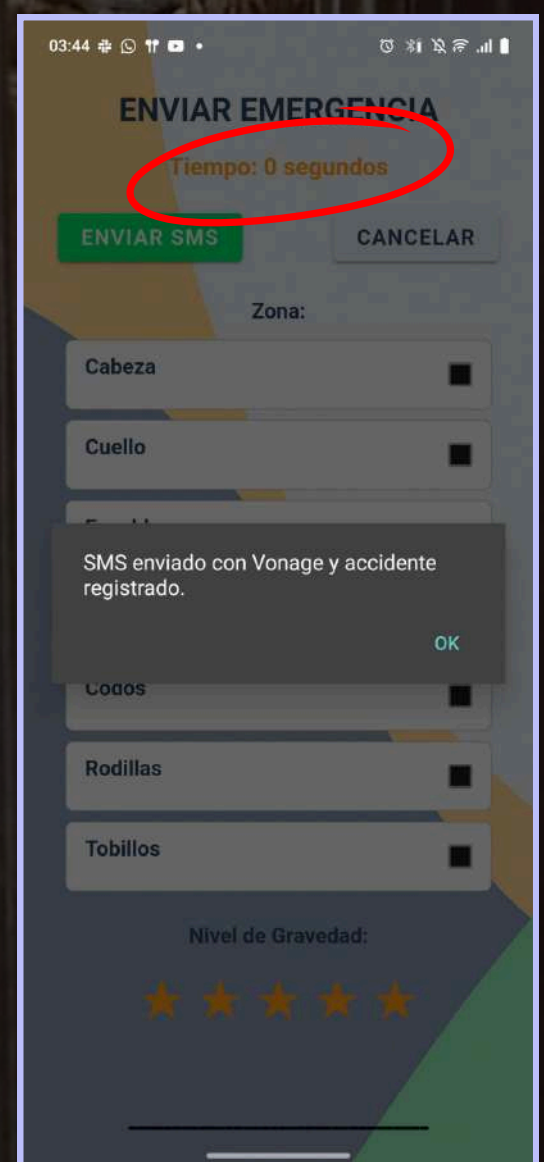 03:44
ENVIAR EMERGENCIA
Tiempo: 0 segundos
ENVIAR SMS
CANCELAR
Zona:
Cabeza
Cuello
SMS enviado con Vonage y accidente
registrado.
OK
Codos
Rodillas
Tobillos
Nivel de Gravedad: